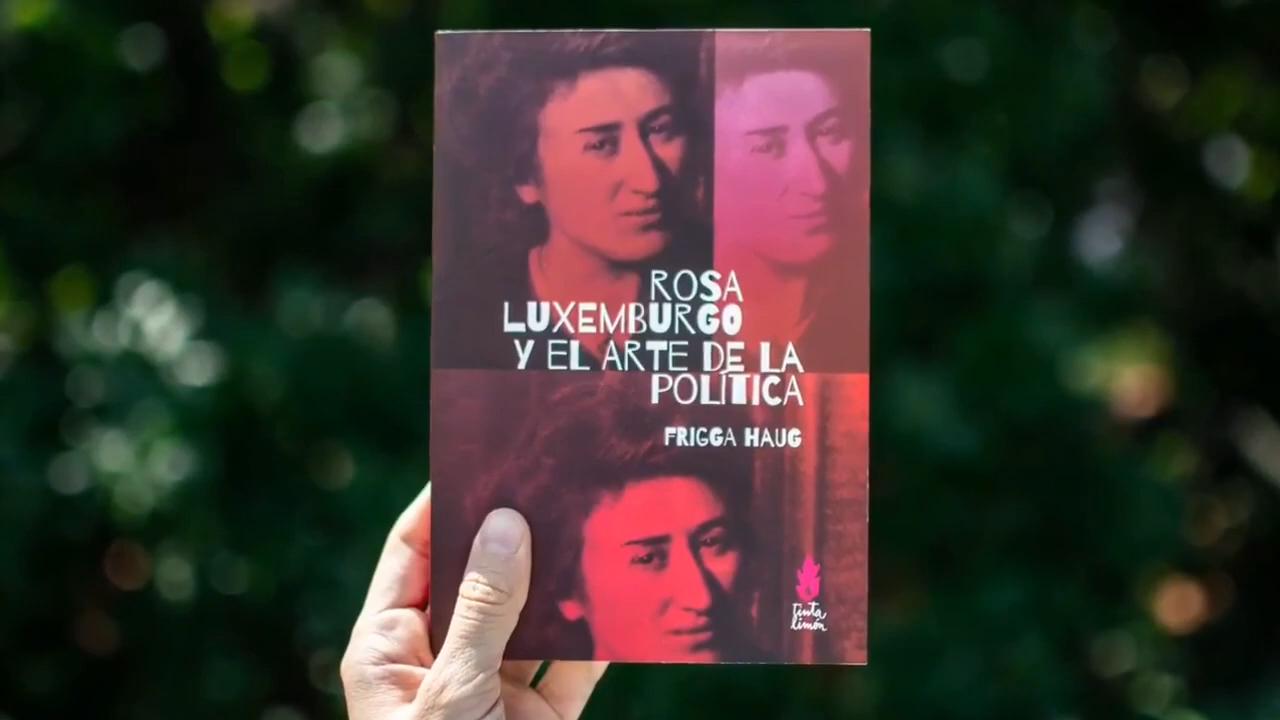 ROSA
LUXEMBURGO
Y EL ARTE DE LA
POLÍTICA
FRIGGA HAUG
tinta
limón